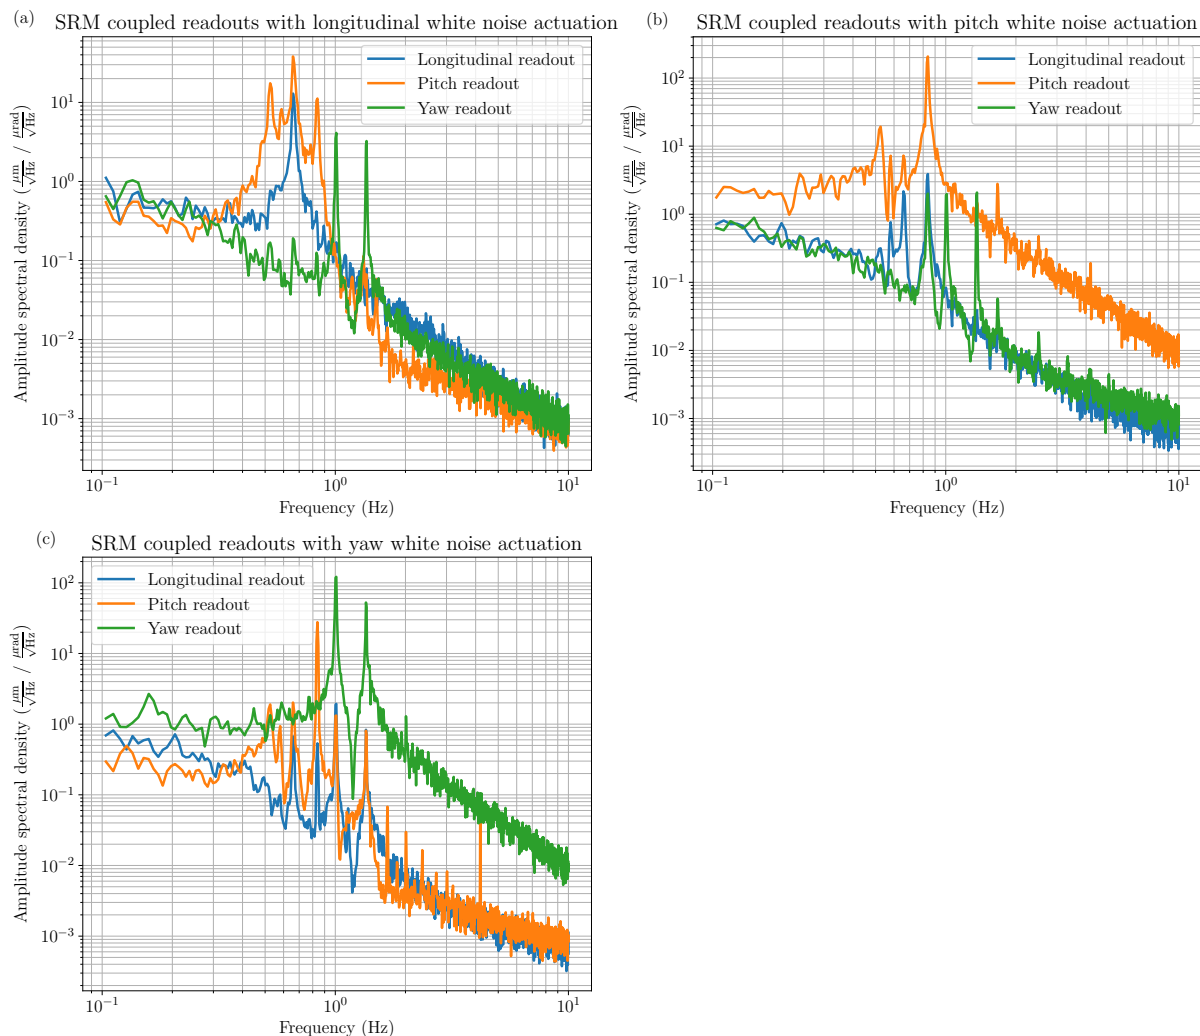 (a)
SRM coupled readouts with longitudinal white noise actuation
Longitudinal readout
Pitch readout
Yaw readout
10¹
10⁰
10⁻¹
10⁻²
10⁻³
Amplitude spectral density (μm/√Hz / μrad/√Hz)
10⁻¹
10⁰
10¹
Frequency (Hz)
(b)
SRM coupled readouts with pitch white noise actuation
Longitudinal readout
Pitch readout
Yaw readout
10²
10¹
10⁰
10⁻¹
10⁻²
10⁻³
Amplitude spectral density (μm/√Hz / μrad/√Hz)
10⁻¹
10⁰
10¹
Frequency (Hz)
(c)
SRM coupled readouts with yaw white noise actuation
Longitudinal readout
Pitch readout
Yaw readout
10²
10¹
10⁰
10⁻¹
10⁻²
10⁻³
Amplitude spectral density (μm/√Hz / μrad/√Hz)
10⁻¹
10⁰
10¹
Frequency (Hz)